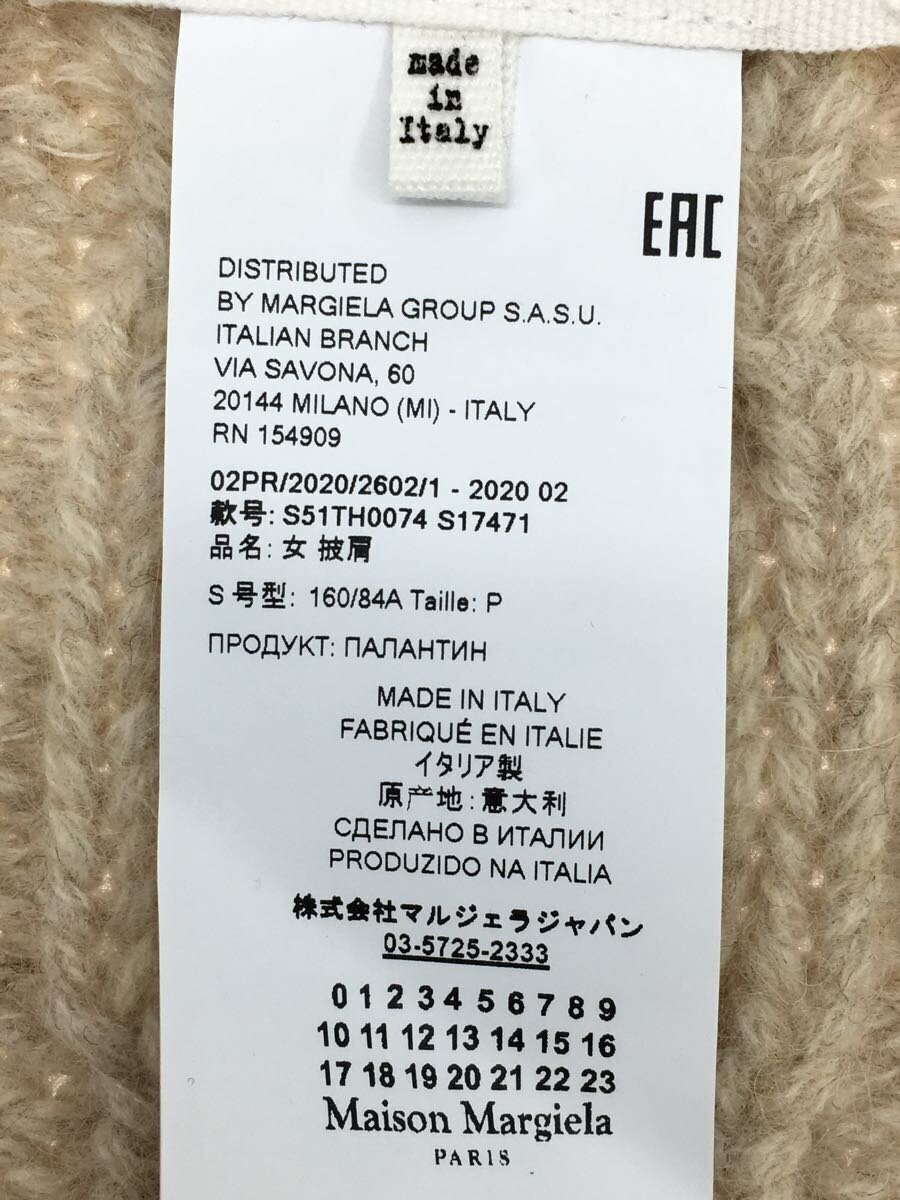 made
in
Italy
EAC
DISTRIBUTED
BY MARGIELA GROUP S.A.S.U.
ITALIAN BRANCH
VIA SAVONA, 60
20144 MILANO (MI) - ITALY
RN 154909
02PR/2020/2602/1 - 2020 02
款号: S51TH0074 S17471
品名: 女 披肩
S 号型: 160/84A Taille: P
ПРОДУКТ: ПАЛАНТИН
MADE IN ITALY
FABRIQUÉ EN ITALIE
イタリア製
原产地: 意大利
СДЕЛАНО В ИТАЛИИ
PRODUZIDO NA ITALIA
株式会社マルジェラジャパン
03-5725-2333
0 1 2 3 4 5 6 7 8 9
10 11 12 13 14 15 16
17 18 19 20 21 22 23
Maison Margiela
PARIS